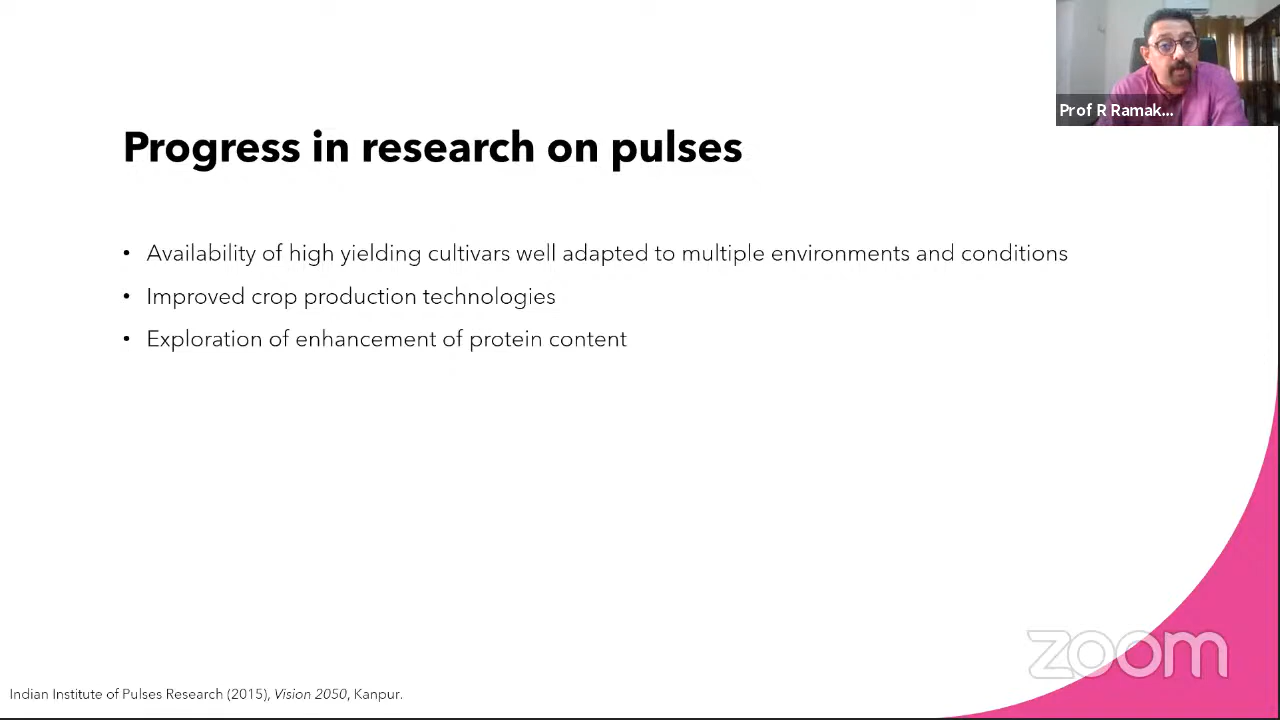 Prof R Ramak...
Progress in research on pulses
• Availability of high yielding cultivars well adapted to multiple environments and conditions
• Improved crop production technologies
• Exploration of enhancement of protein content
zoom
Indian Institute of Pulses Research (2015), Vision 2050, Kanpur.